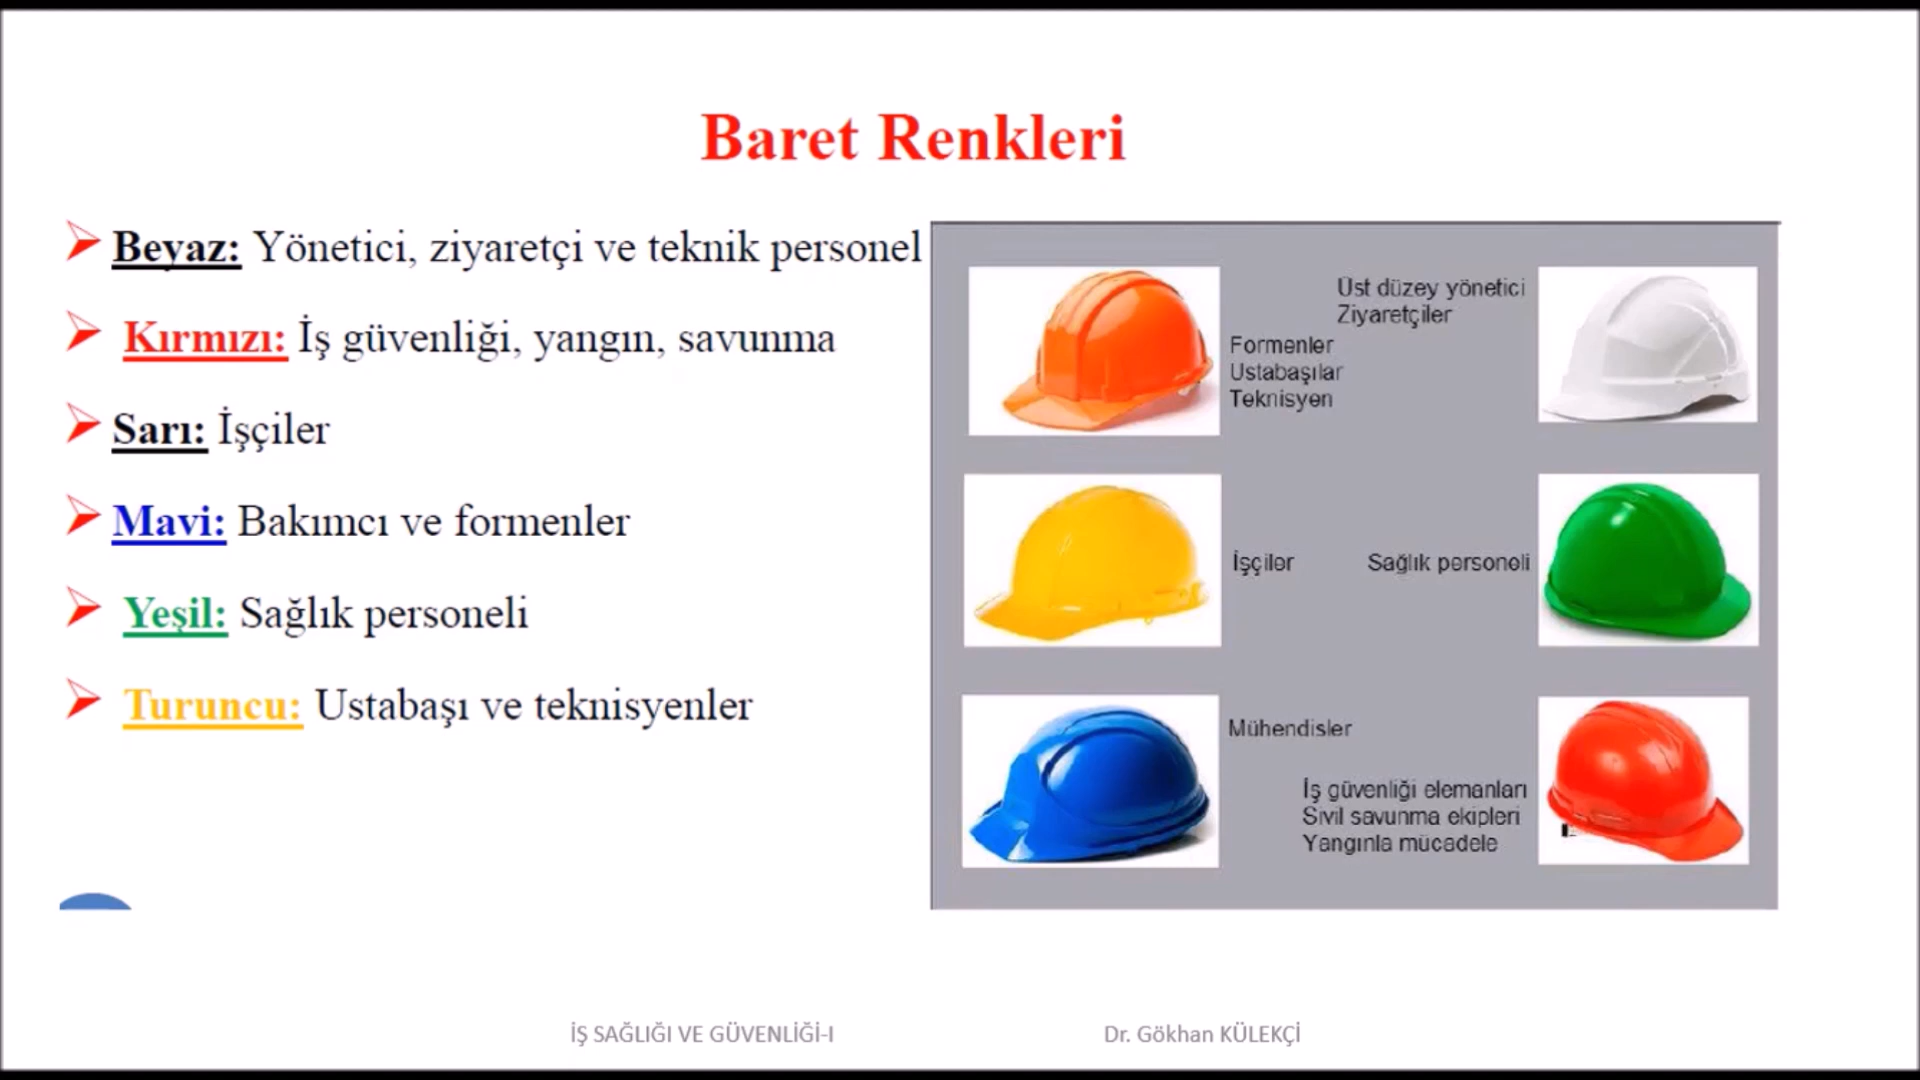 Baret Renkleri
Beyaz: Yönetici, ziyaretçi ve teknik personel
Kırmızı: İş güvenliği, yangın, savunma
Sarı: İşçiler
Mavi: Bakımcı ve formenler
Yeşil: Sağlık personeli
Turuncu: Ustabaşı ve teknisyenler
Formenler
Ustabaşılar
Teknisyen
Üst düzey yönetici
Ziyaretçiler
İşçiler
Sağlık personeli
Mühendisler
İş güvenliği elemanları
Sivil savunma ekipleri
Yangınla mücadele
İŞ SAĞLIĞI VE GÜVENLİĞİ-I
Dr. Gökhan KÜLEKÇİ